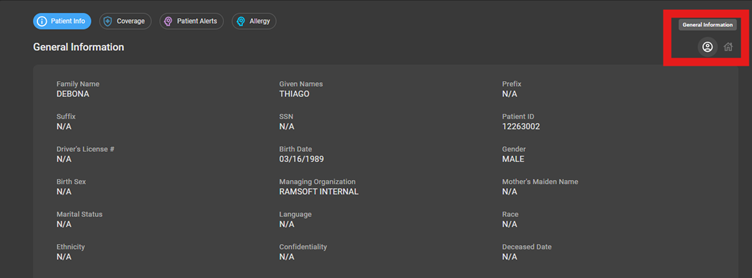 Patient Info Coverage Patient Alerts Allergy
General Information
General Information
Family Name Given Names Prefix
DEBONA THIAGO N/A
Suffix SSN Patient ID
N/A N/A 12263002
Driver's License # Birth Date Gender
N/A 03/16/1989 MALE
Birth Sex Managing Organization Mother's Maiden Name
N/A RAMSOFT INTERNAL N/A
Marital Status Language Race
N/A N/A N/A
Ethnicity Confidentiality Deceased Date
N/A N/A N/A